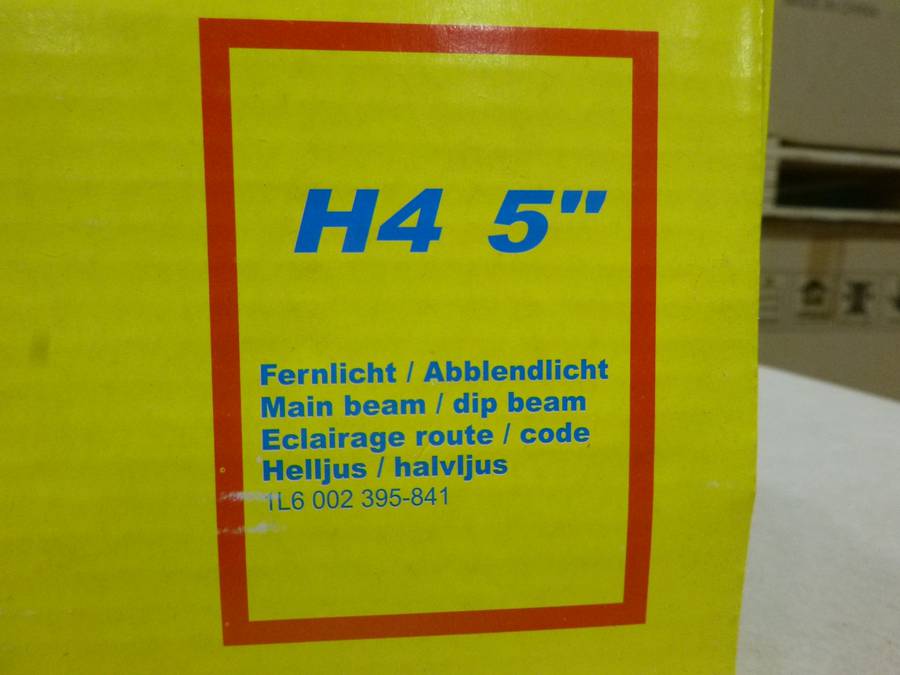 H4 5"
Fernlicht / Abblendlicht
Main beam / dip beam
Eclairage route / code
Helljus / halvljus
1L6 002 395-841